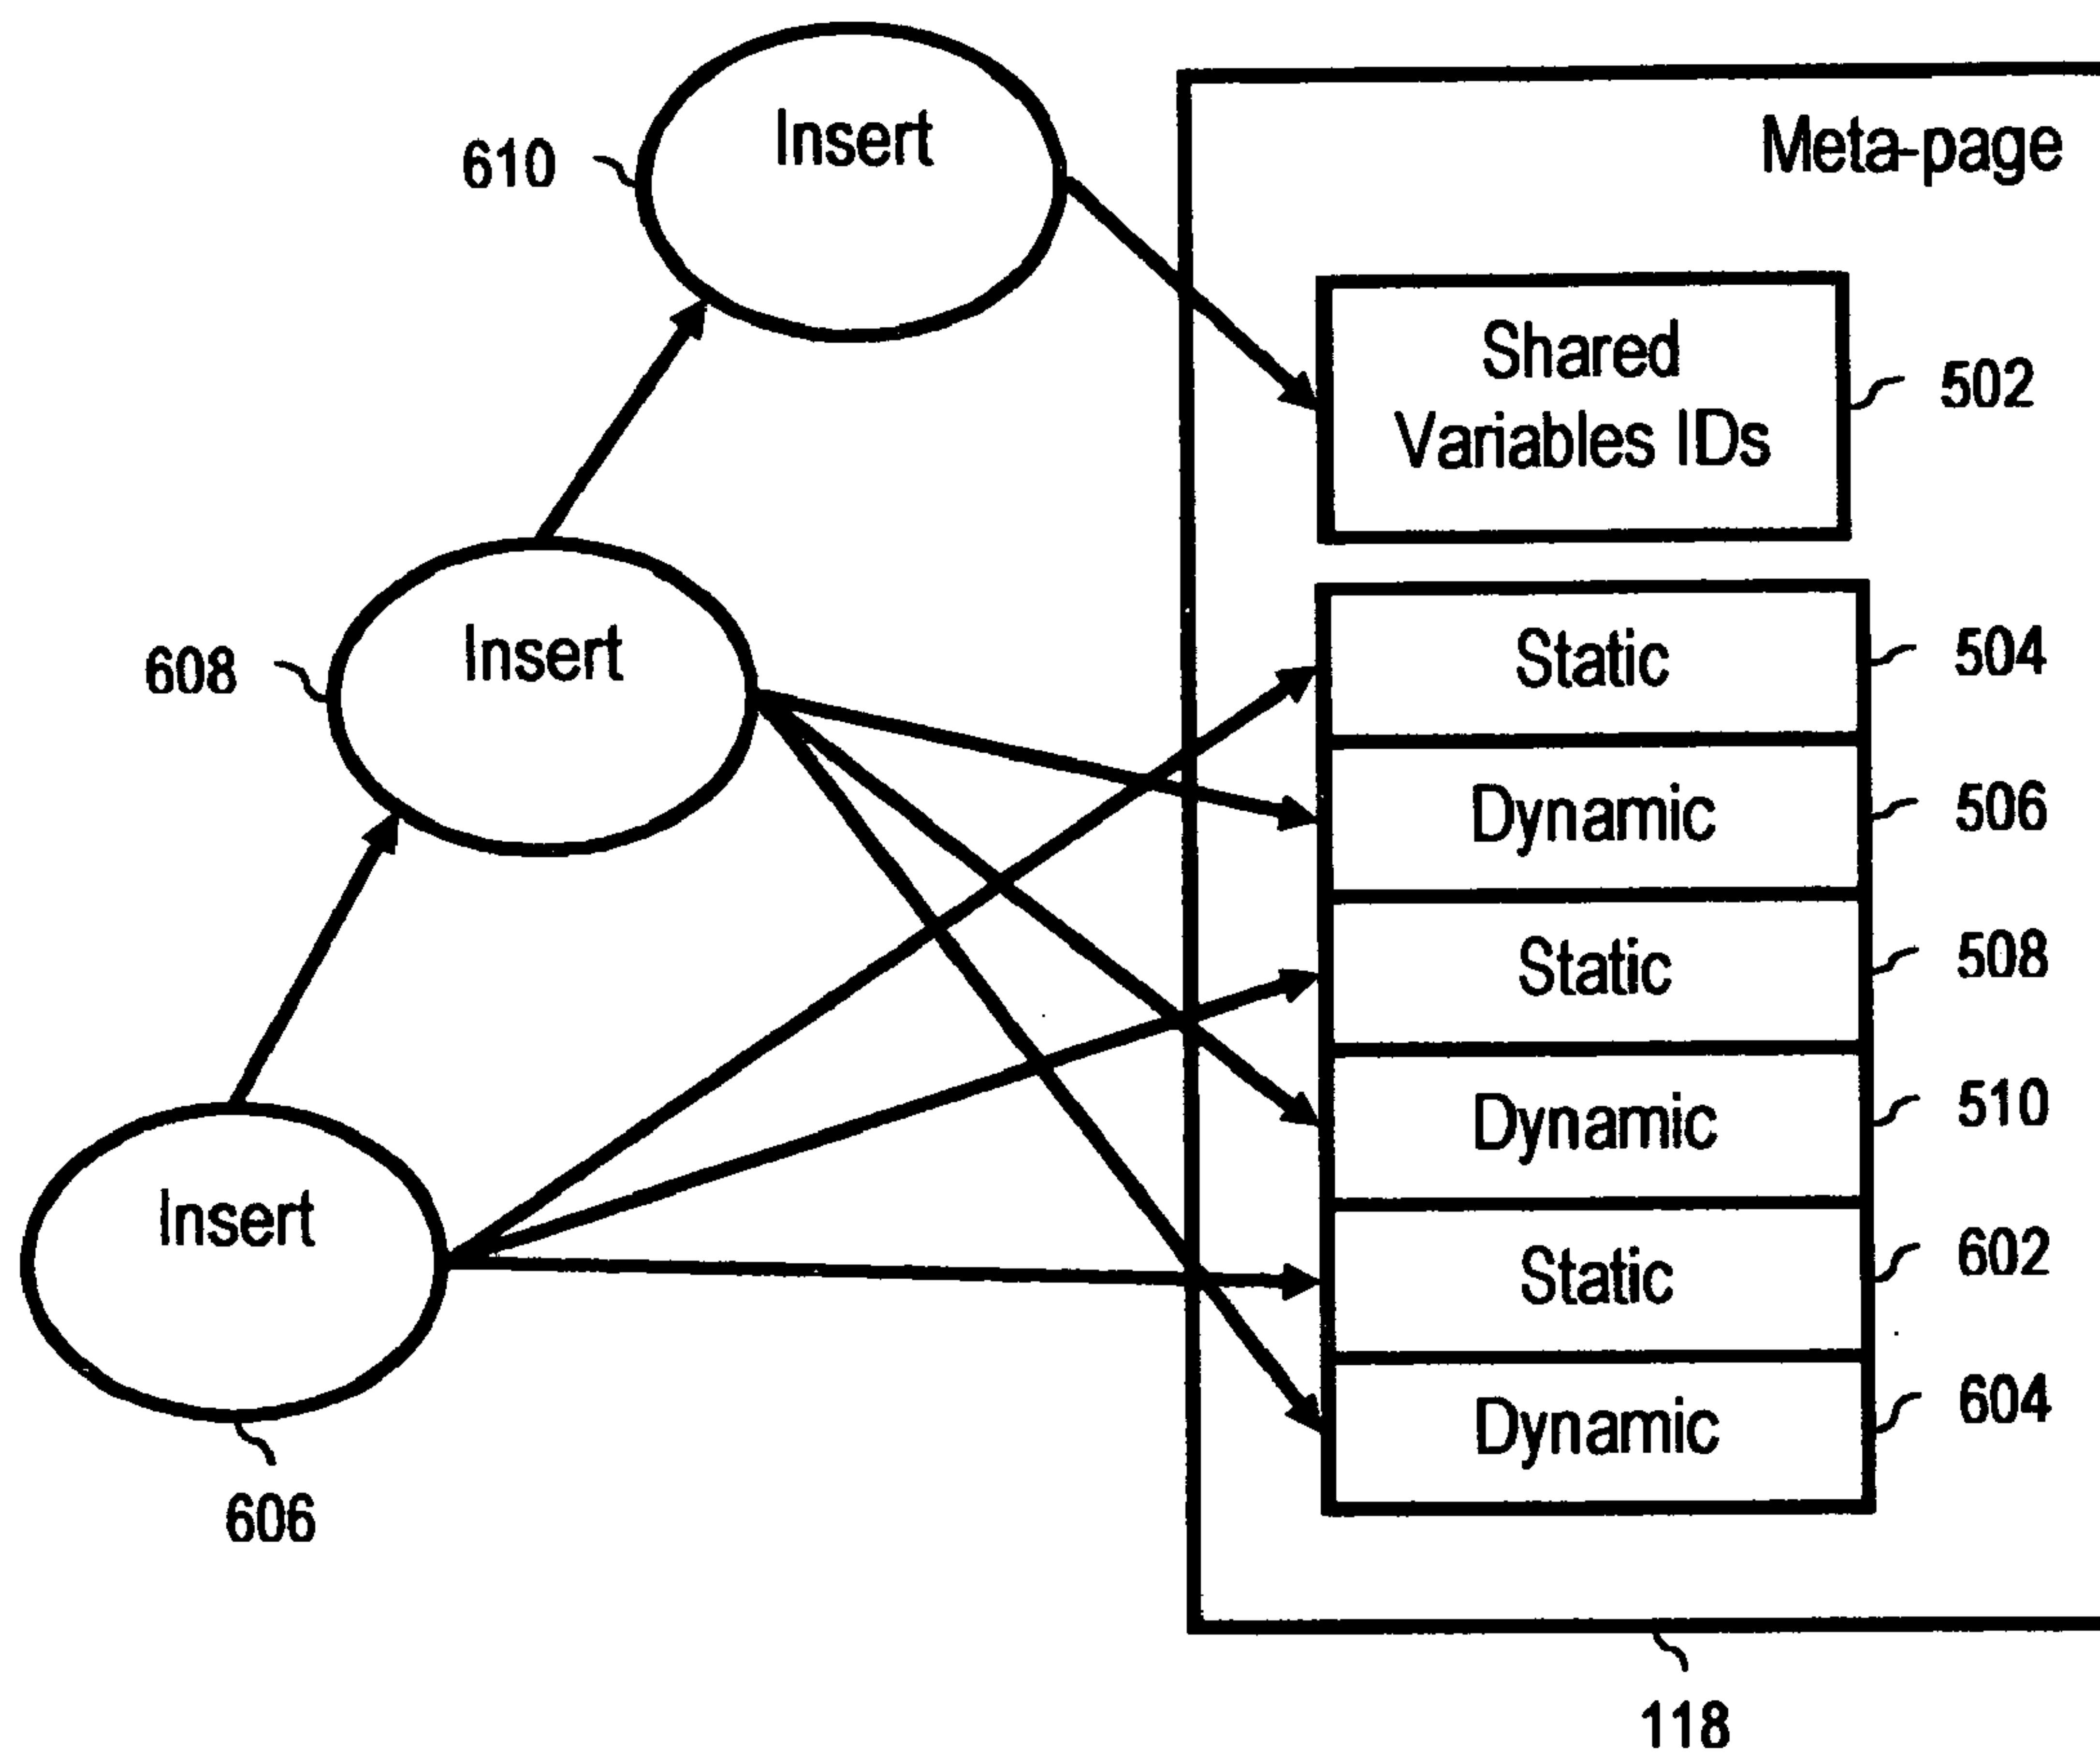 Insert
610
Meta-page
Shared
Variables IDs
502
Insert
608
Static
504
Dynamic
506
Static
508
Dynamic
510
Insert
606
Static
602
Dynamic
604
118